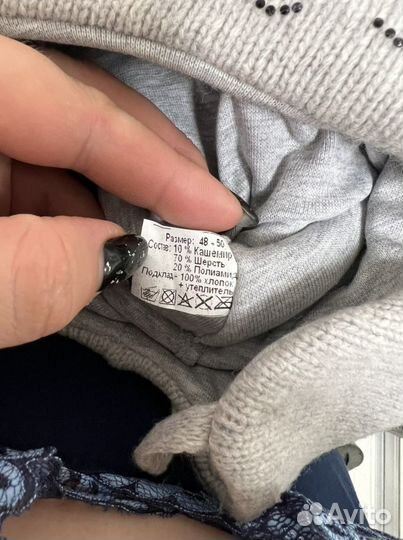 Размер: 48 - 50
Состав: 10 % Кашемир
70 % Шерсть
20 % Полиамид
Подклад - 100% хлопок
+ утеплитель
Avito